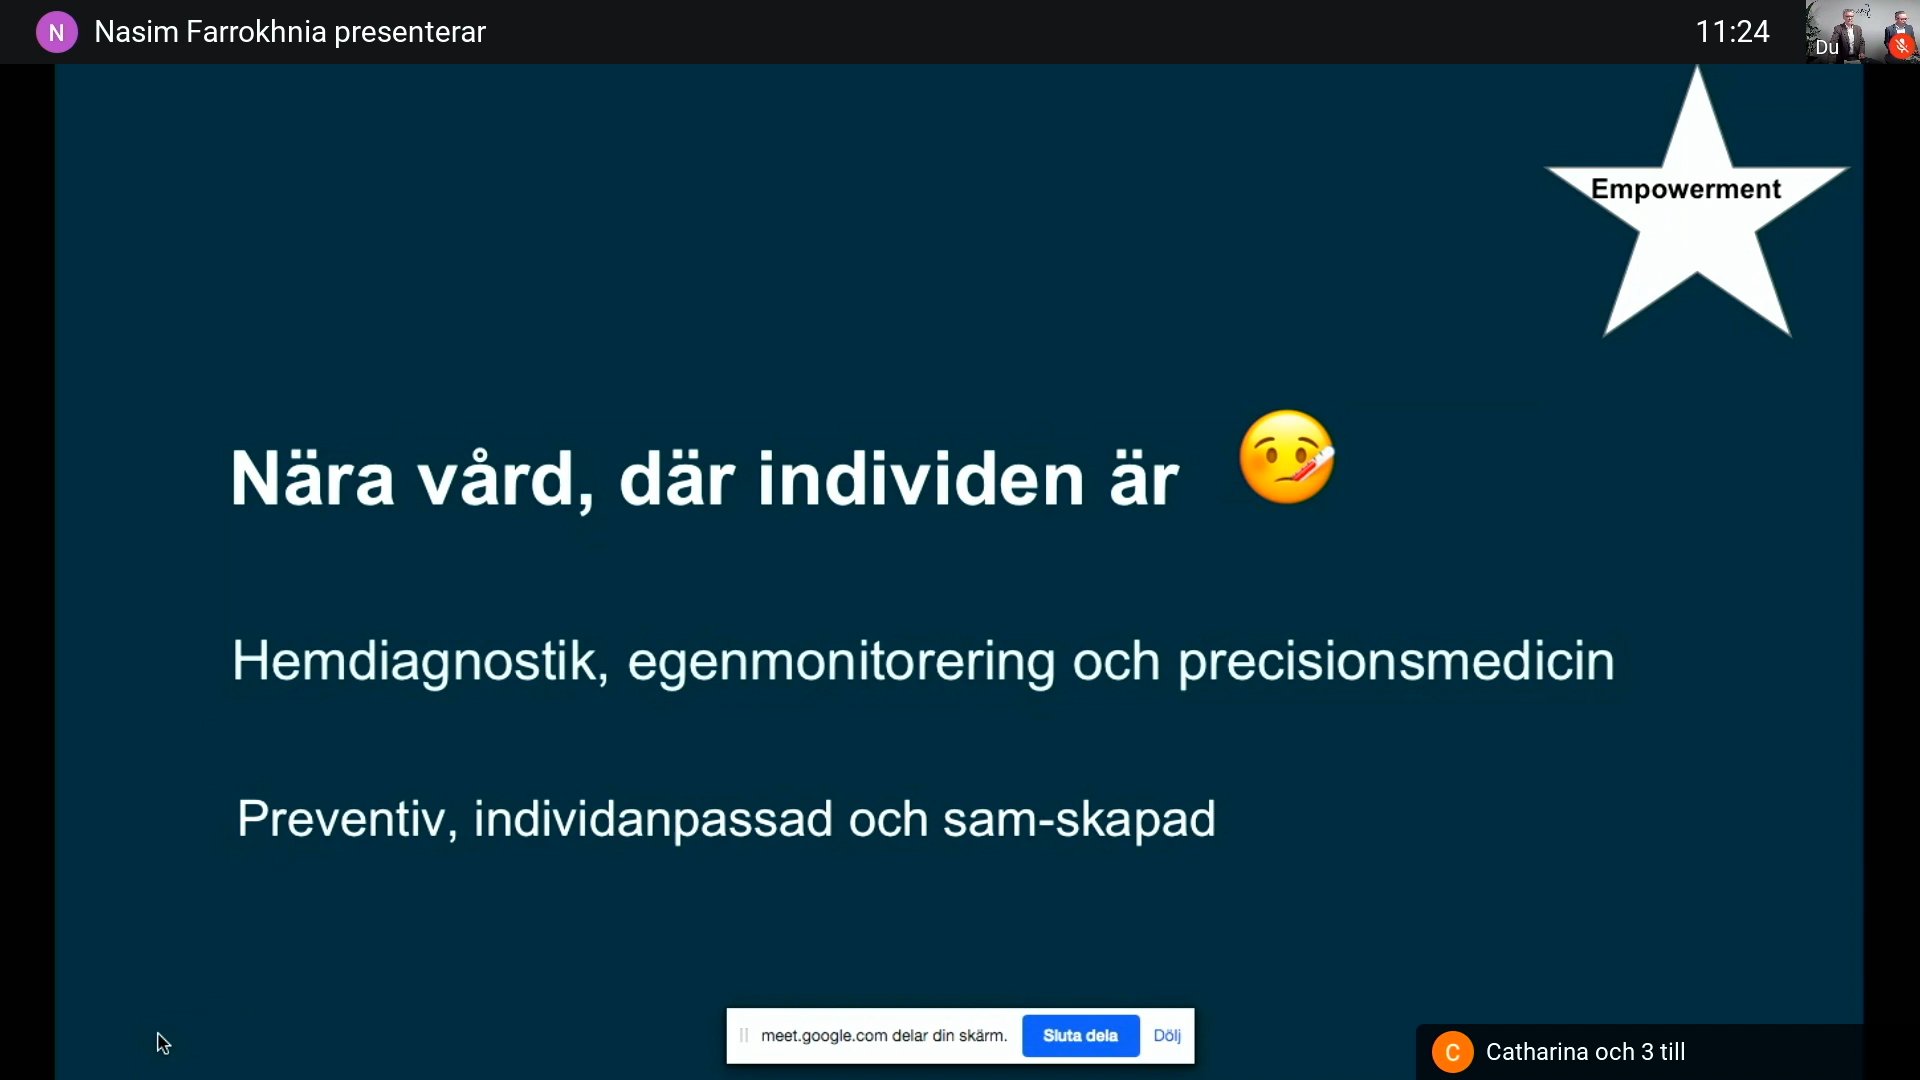 N Nasim Farrokhnia presenterar
11:24
Du
Empowerment
Nära vård, där individen är
Hemdiagnostik, egenmonitorering och precisionsmedicin
Preventiv, individanpassad och sam-skapad
meet.google.com delar din skärm. Sluta dela Dölj
C Catharina och 3 till